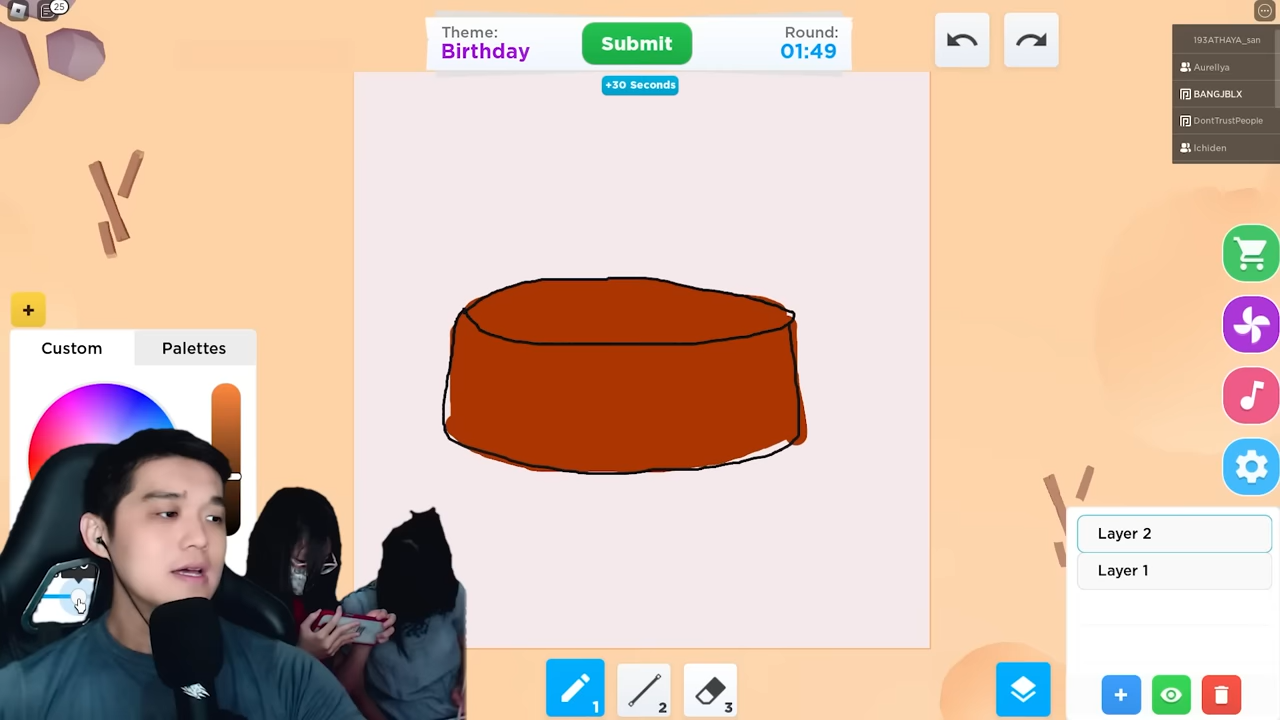 25
Theme:
Birthday
Submit
Round:
01:49
+30 Seconds
193ATHAYA_san
Aurellya
BANGJBLX
DontTrustPeople
Ichiden
+
Custom
Palettes
Layer 2
Layer 1
1
2
3
+